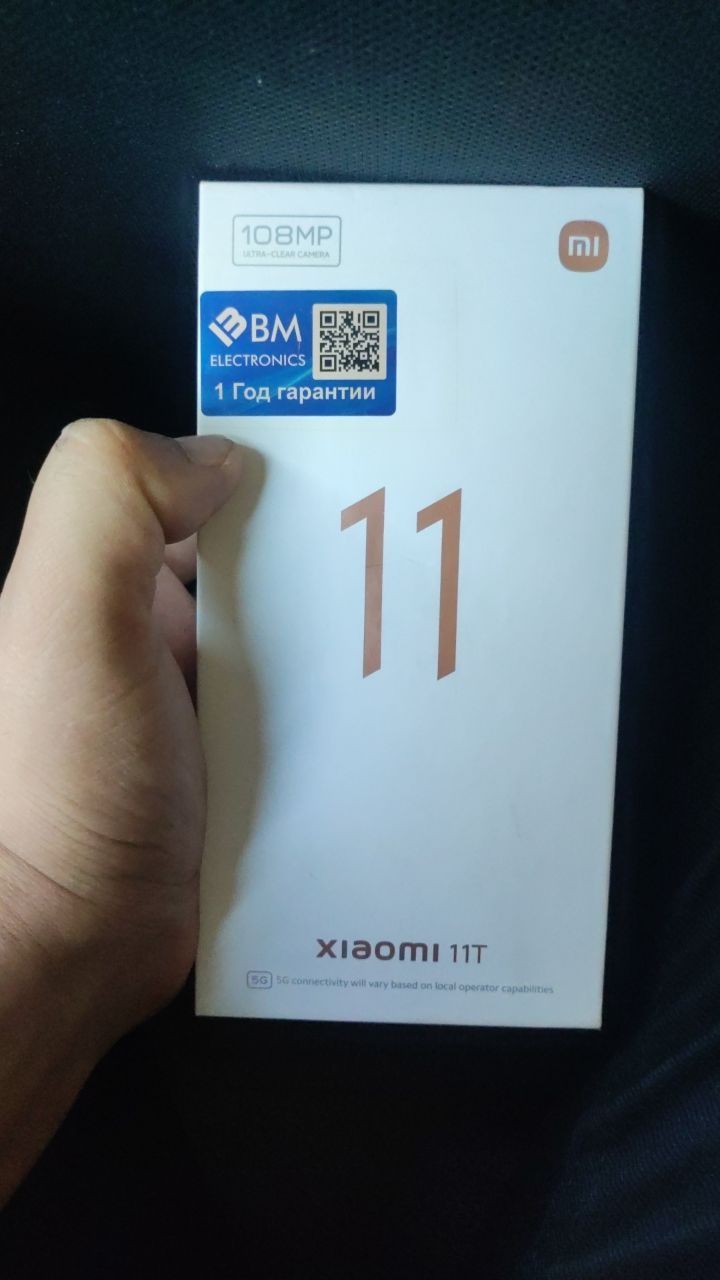 108MP
ULTRA-CLEAR CAMERA
mi
BM
ELECTRONICS
1 Год гарантии
11
xiaomi 11T
5G 5G connectivity will vary based on local operator capabilities